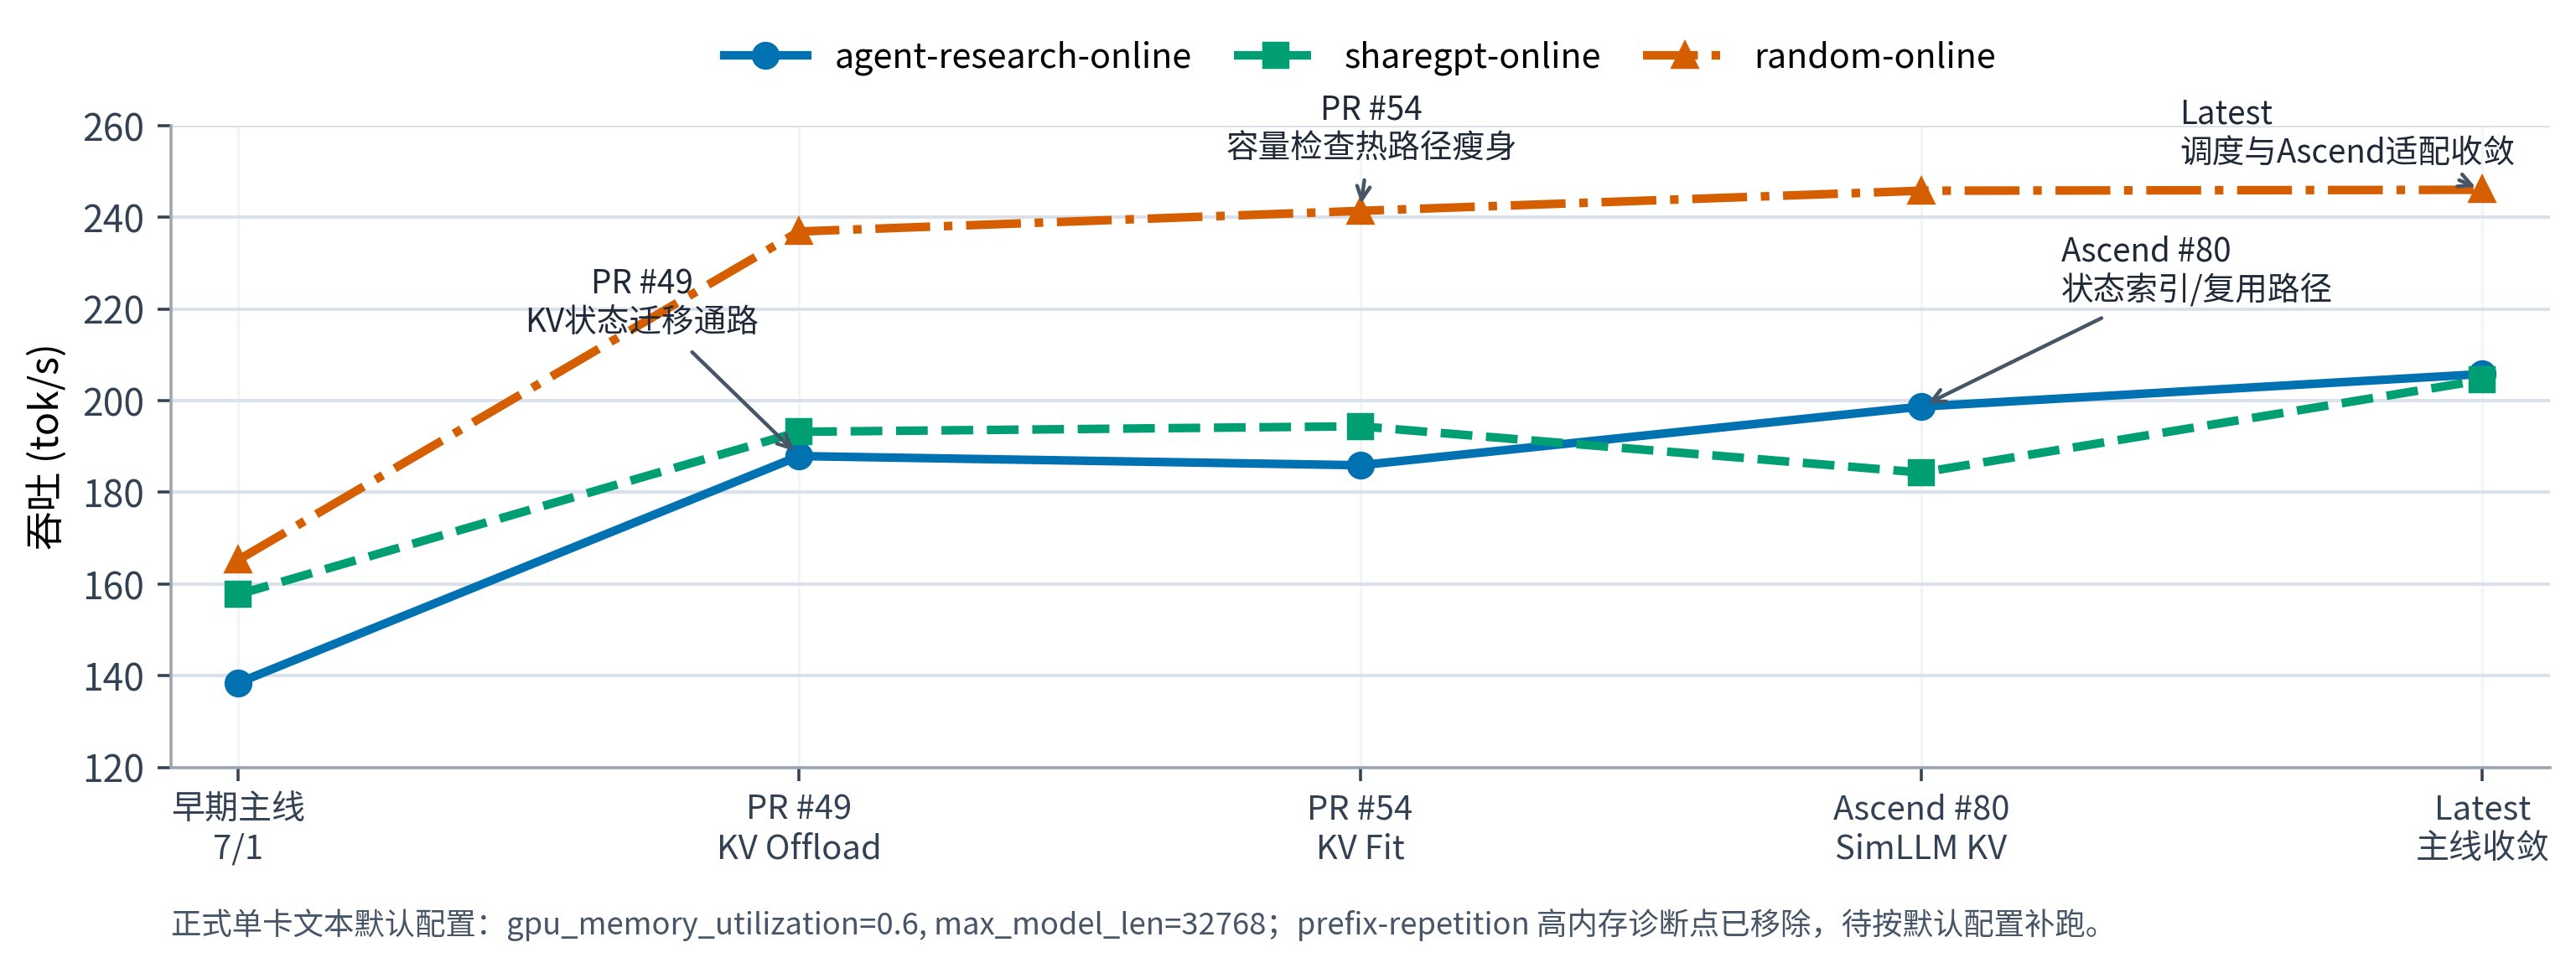 agent-research-online
sharegpt-online
random-online
PR #54
容量检查热路径瘦身
Latest
调度与Ascend适配收敛
PR #49
KV状态迁移通路
Ascend #80
状态索引/复用路径
吞吐 (tok/s)
260
240
220
200
180
160
140
120
早期主线
7/1
PR #49
KV Offload
PR #54
KV Fit
Ascend #80
SimLLM KV
Latest
主线收敛
正式单卡文本默认配置：gpu_memory_utilization=0.6, max_model_len=32768；prefix-repetition 高内存诊断点已移除，待按默认配置补跑。